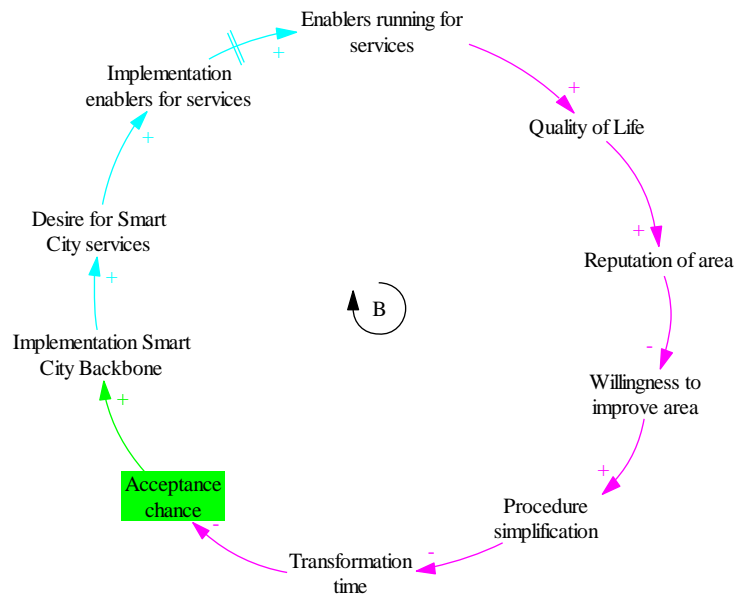 Enablers running for
services
+
Quality of Life
+
Reputation of area
-
Willingness to
improve area
+
Procedure
simplification
-
Transformation
time
-
Acceptance
chance
+
Implementation Smart
City Backbone
+
Desire for Smart
City services
+
Implementation
enablers for services
+
B